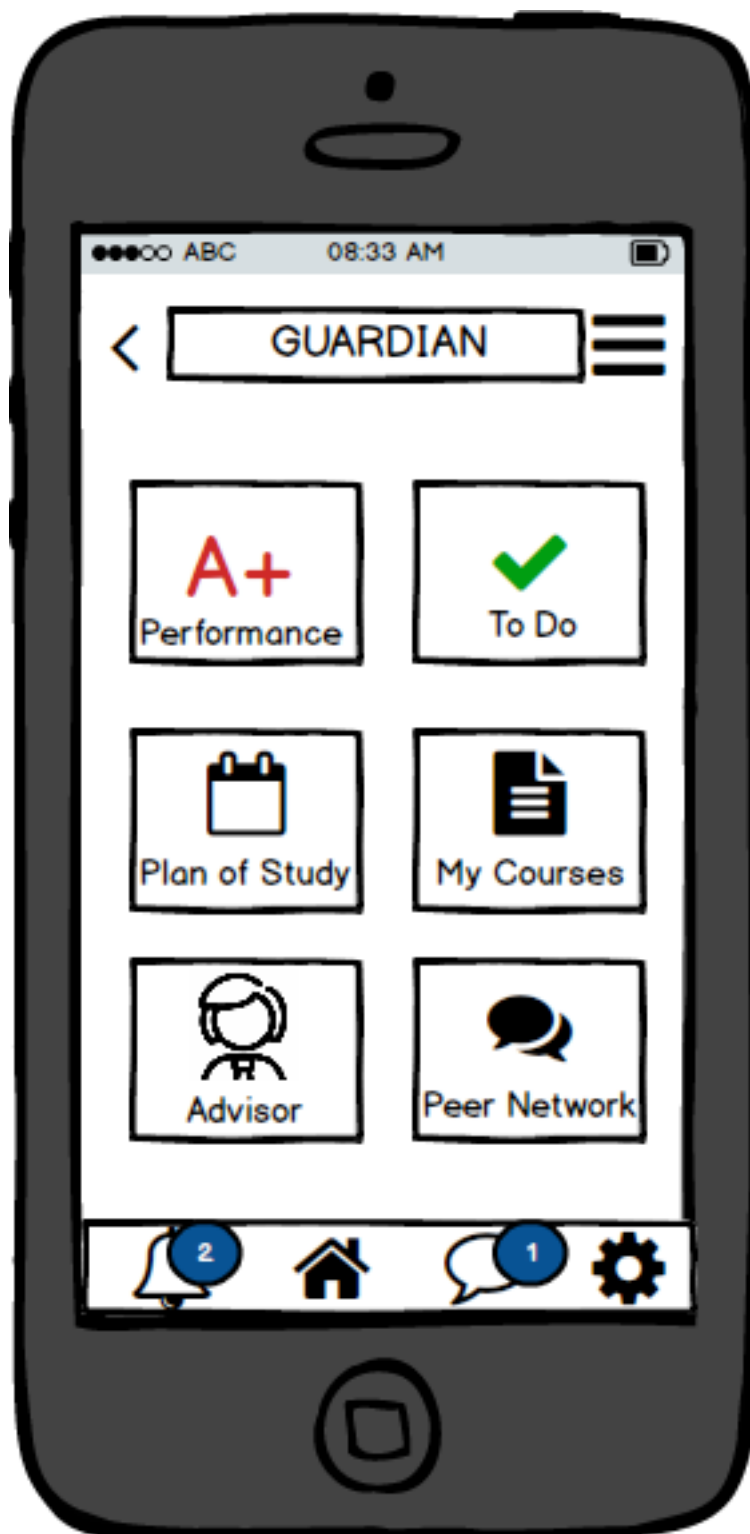 ABC 08:33 AM
GUARDIAN
A+
Performance
To Do
Plan of Study
My Courses
Advisor
Peer Network
2
1